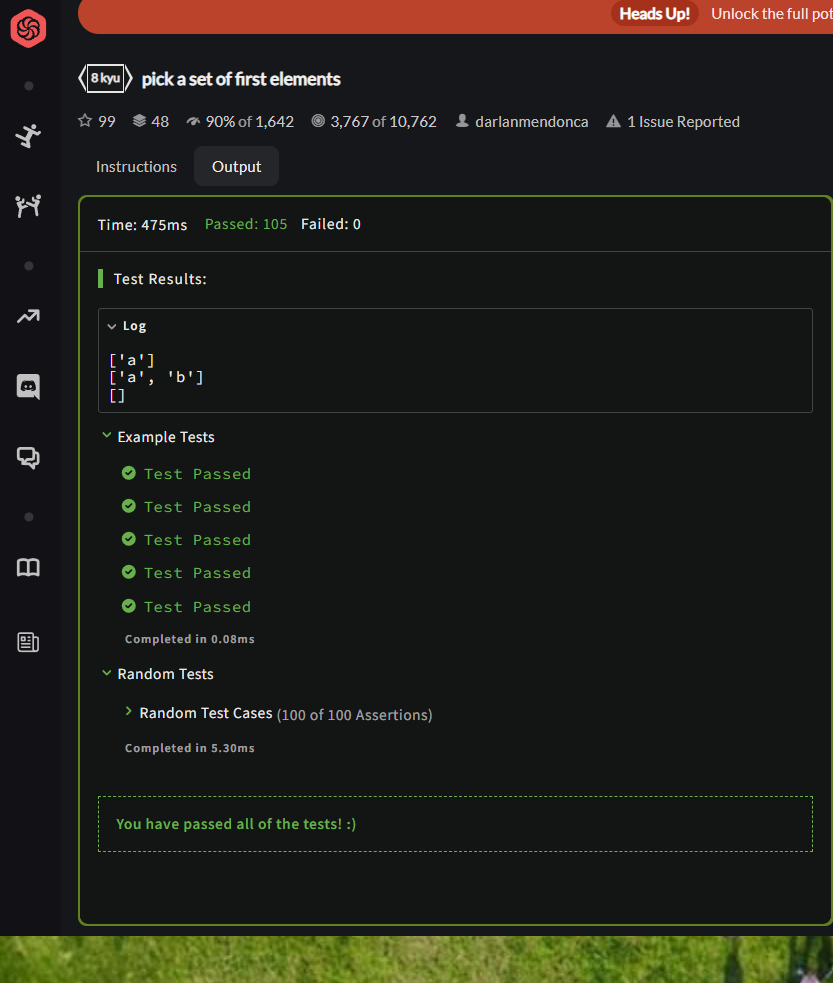 Heads Up! Unlock the full pot
8 kyu pick a set of first elements
99 48 90% of 1,642 3,767 of 10,762 darlanmendonca 1 Issue Reported
Instructions Output
Time: 475ms Passed: 105 Failed: 0
Test Results:
Log
['a']
['a', 'b']
[]
Example Tests
Test Passed
Test Passed
Test Passed
Test Passed
Test Passed
Completed in 0.08ms
Random Tests
Random Test Cases (100 of 100 Assertions)
Completed in 5.30ms
You have passed all of the tests! :)